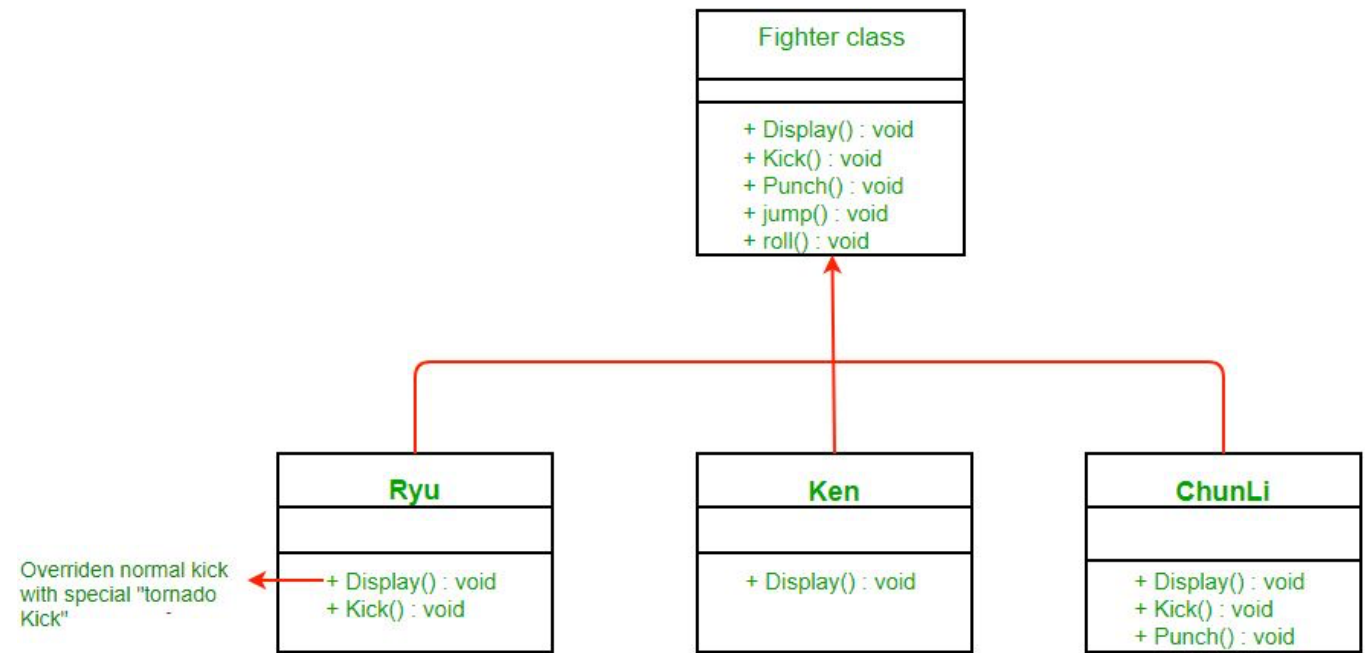 Fighter class
+ Display() : void
+ Kick() : void
+ Punch() : void
+ jump() : void
+ roll() : void
Ryu
+ Display() : void
+ Kick() : void
Overriden normal kick
with special "tornado
Kick"
Ken
+ Display() : void
ChunLi
+ Display() : void
+ Kick() : void
+ Punch() : void